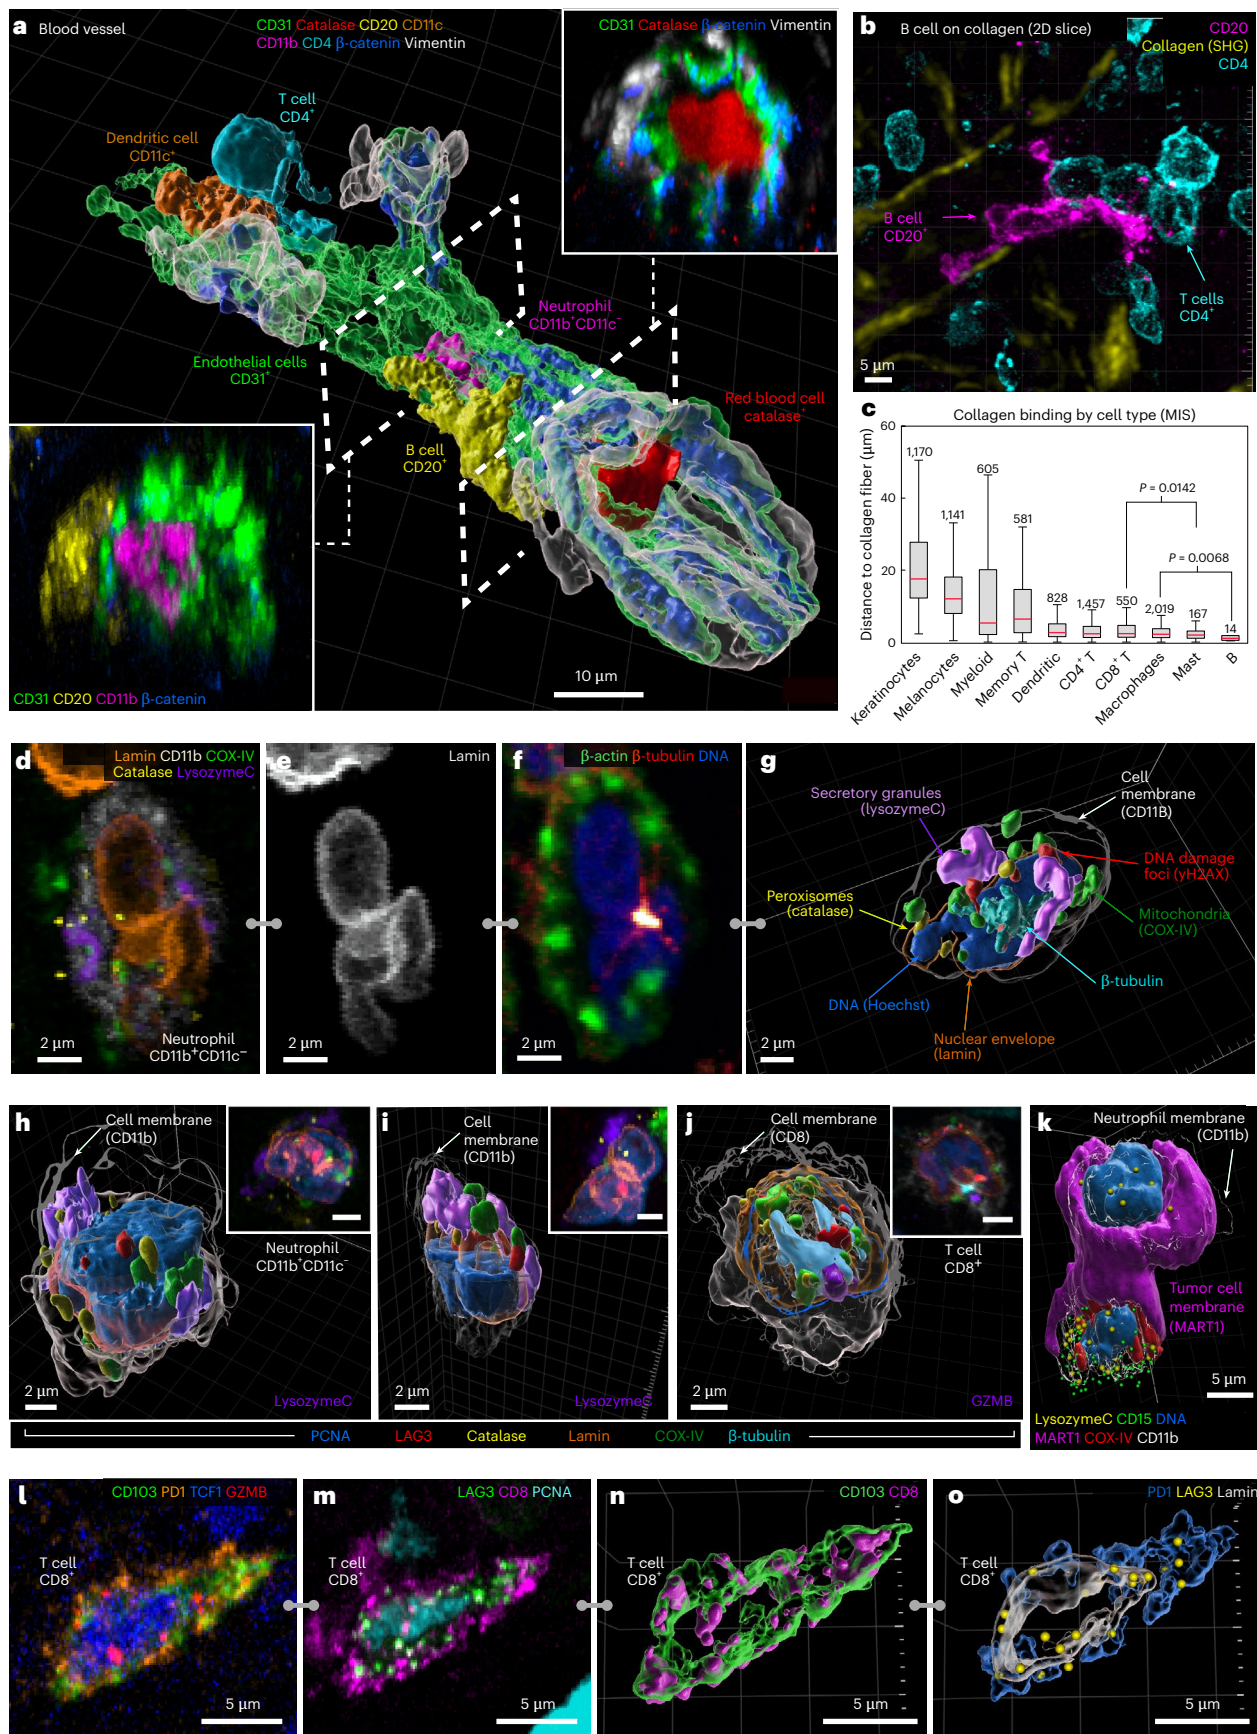 a
Blood vessel
CD31 Catalase CD20 CD11c
CD11b CD4 β-catenin Vimentin
CD31 Catalase β-catenin Vimentin
T cell
CD4⁺
Dendritic cell
CD11c⁺
Neutrophil
CD11b⁺CD11c⁻
Endothelial cells
CD31⁺
Red blood cell
catalase⁺
B cell
CD20⁺
10 µm
CD31 CD20 CD11b β-catenin
b
B cell on collagen (2D slice)
CD20
Collagen (SHG)
CD4
B cell
CD20⁺
T cells
CD4⁺
5 µm
c
Collagen binding by cell type (MIS)
Distance to collagen fiber (µm)
60
40
20
0
1,170
1,141
605
581
828
1,457
550
2,019
167
14
P = 0.0142
P = 0.0068
Keratinocytes
Melanocytes
Myeloid
Memory T
Dendritic
CD4⁺ T
CD8⁺ T
Macrophages
Mast
B
d
Lamin CD11b COX-IV
Catalase LysozymeC
2 µm
Neutrophil
CD11b⁺CD11c⁻
e
Lamin
2 µm
f
β-actin β-tubulin DNA
2 µm
g
Secretory granules
(lysozymeC)
Cell
membrane
(CD11B)
DNA damage
foci (yH2AX)
Peroxisomes
(catalase)
Mitochondria
(COX-IV)
β-tubulin
DNA (Hoechst)
Nuclear envelope
(lamin)
2 µm
h
Cell membrane
(CD11b)
Neutrophil
CD11b⁺CD11c⁻
2 µm
LysozymeC
i
Cell
membrane
(CD11b)
2 µm
LysozymeC
j
Cell membrane
(CD8)
T cell
CD8⁺
2 µm
GZMB
PCNA LAG3 Catalase Lamin COX-IV β-tubulin
k
Neutrophil membrane
(CD11b)
Tumor cell
membrane
(MART1)
5 µm
LysozymeC CD15 DNA
MART1 COX-IV CD11b
l
CD103 PD1 TCF1 GZMB
T cell
CD8⁺
5 µm
m
LAG3 CD8 PCNA
T cell
CD8⁺
5 µm
n
CD103 CD8
T cell
CD8⁺
5 µm
o
PD1 LAG3 Lamin
T cell
CD8⁺
5 µm